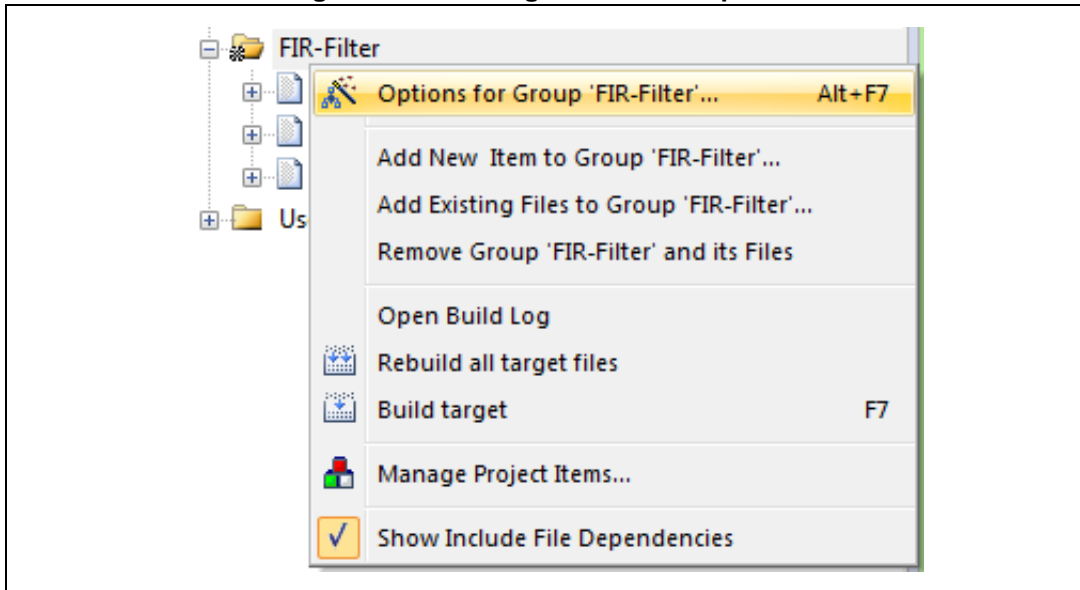 FIR-Filter
Options for Group 'FIR-Filter'... Alt+F7
Add New Item to Group 'FIR-Filter'...
Add Existing Files to Group 'FIR-Filter'...
Us
Remove Group 'FIR-Filter' and its Files
Open Build Log
Rebuild all target files
Build target F7
Manage Project Items...
Show Include File Dependencies